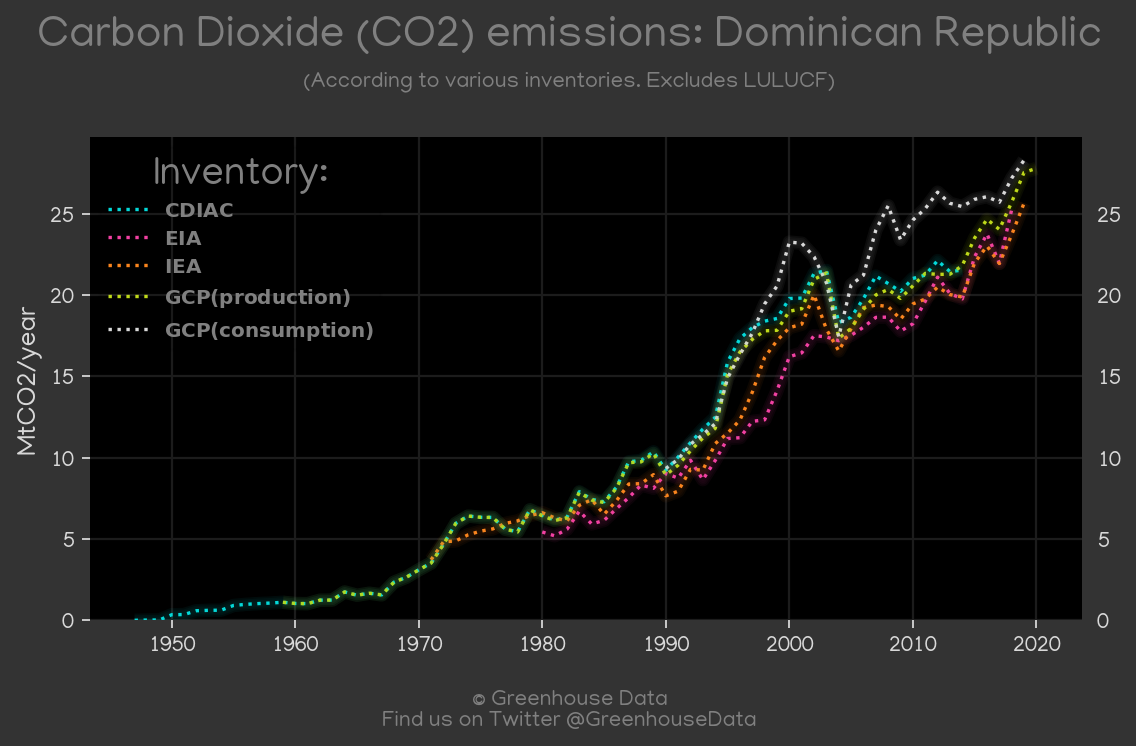 Carbon Dioxide (CO2) emissions: Dominican Republic
(According to various inventories. Excludes LULUCF)
Inventory:
CDIAC
EIA
IEA
GCP(production)
GCP(consumption)
MtCO2/year
25
20
15
10
5
0
25
20
15
10
5
0
1950 1960 1970 1980 1990 2000 2010 2020
© Greenhouse Data
Find us on Twitter @GreenhouseData